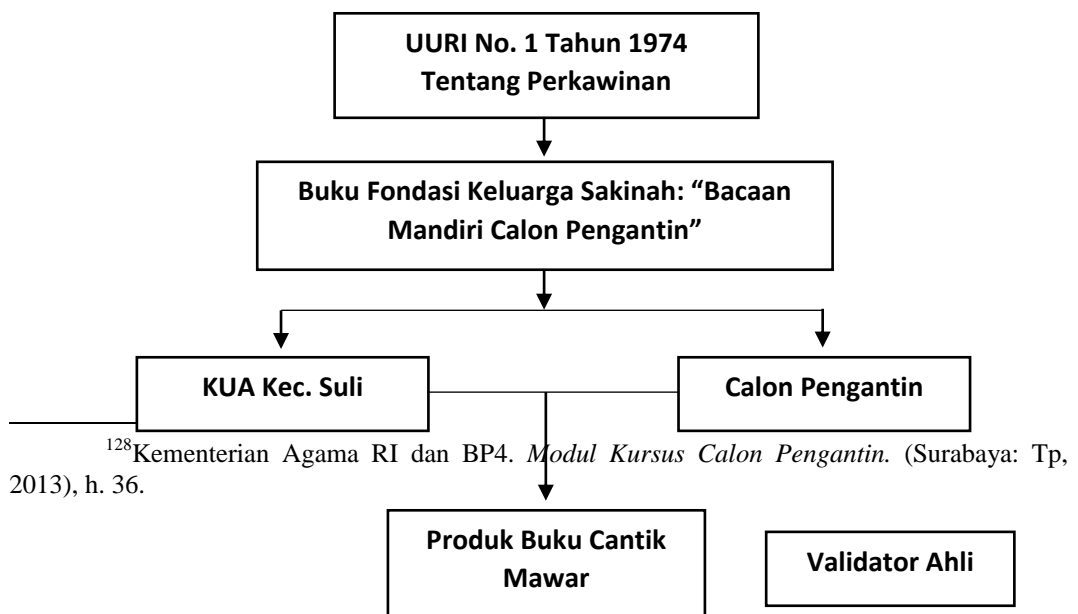 UURI No. 1 Tahun 1974
Tentang Perkawinan
Buku Fondasi Keluarga Sakinah: “Bacaan
Mandiri Calon Pengantin”
KUA Kec. Suli
Calon Pengantin
128Kementerian Agama RI dan BP4. Modul Kursus Calon Pengantin. (Surabaya: Tp,
2013), h. 36.
Produk Buku Cantik
Mawar
Validator Ahli